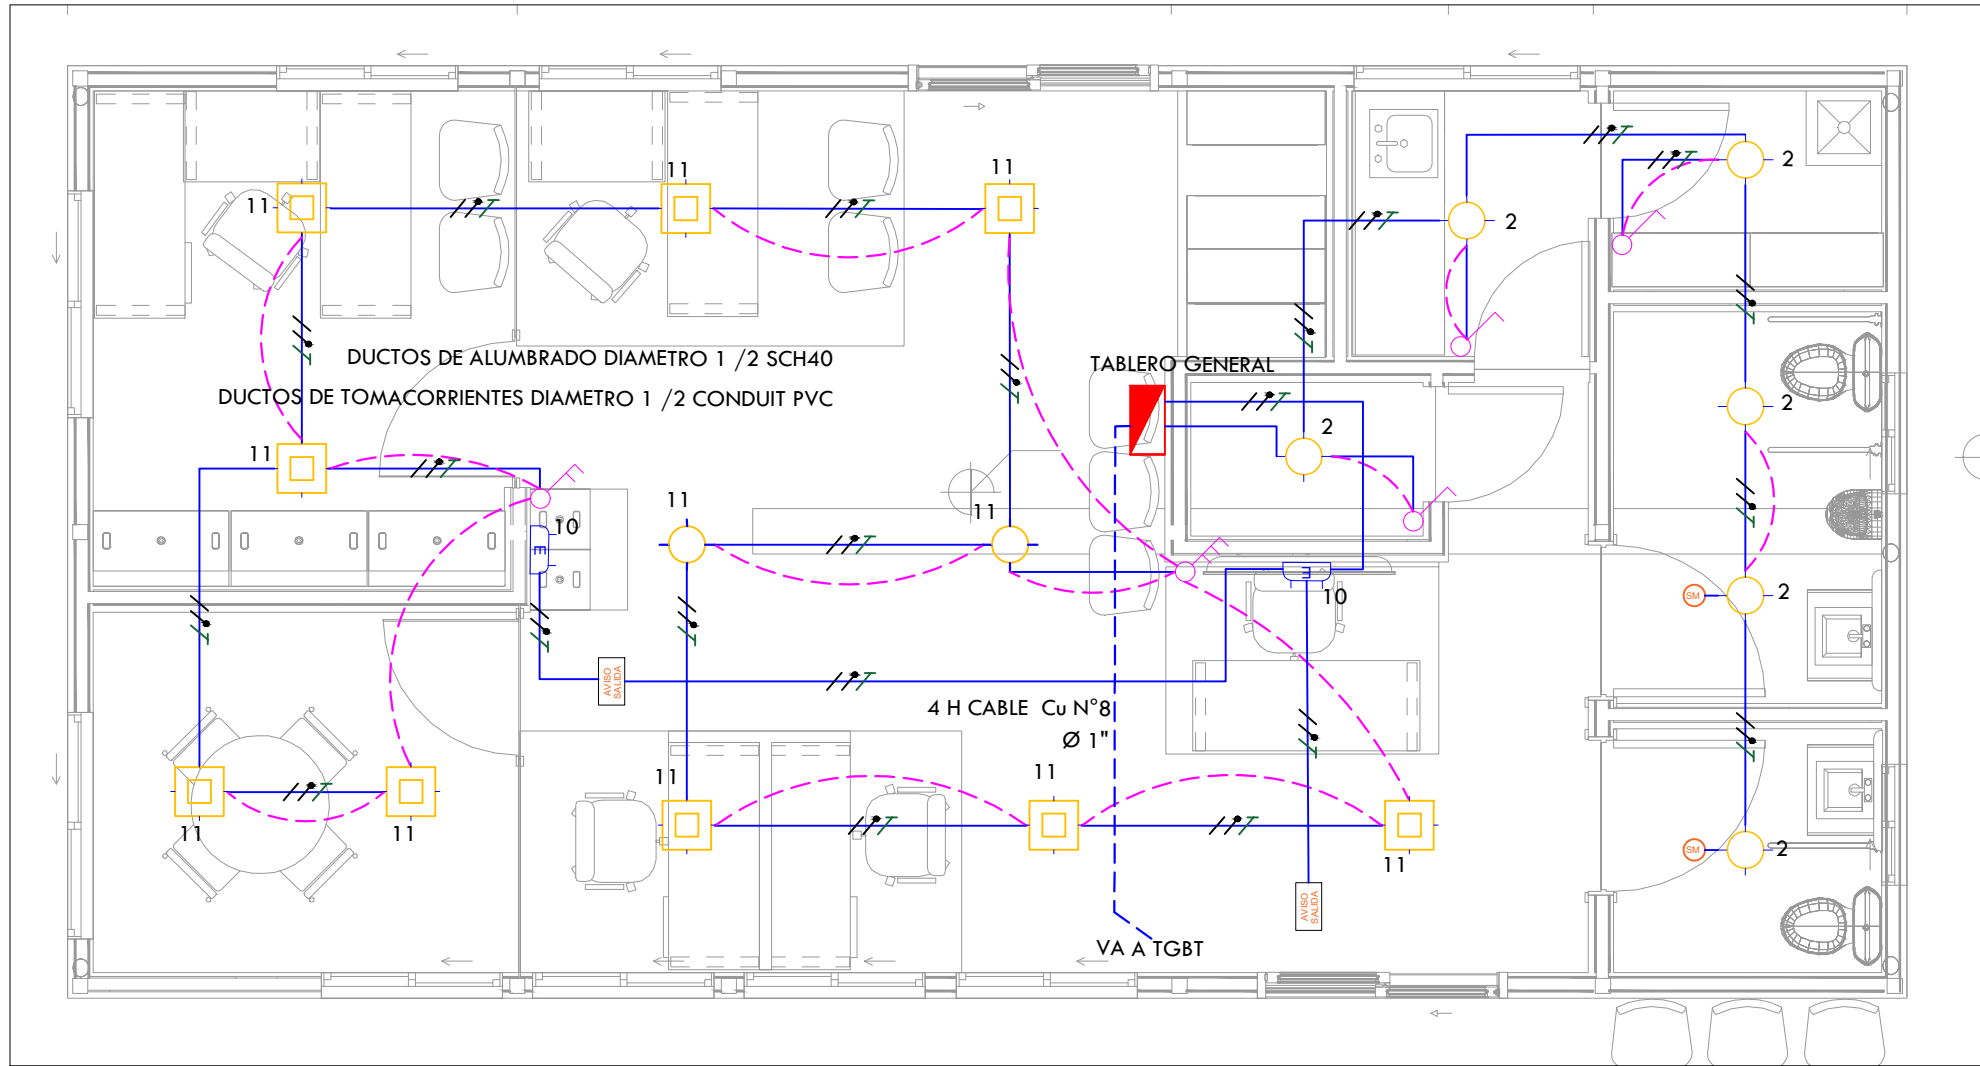 11
11
2
11
2
DUCTOS DE ALUMBRADO DIAMETRO 1 /2 SCH40
TABLERO GENERAL
DUCTOS DE TOMACORRIENTES DIAMETRO 1 /2 CONDUIT PVC
2
2
11
11
11
10
E
E
10
SM
2
AVISO
SALIDA
4 H CABLE Cu N°8
Ø 1"
11
11
11
11
11
SM
2
AVISO
SALIDA
VA A TGBT